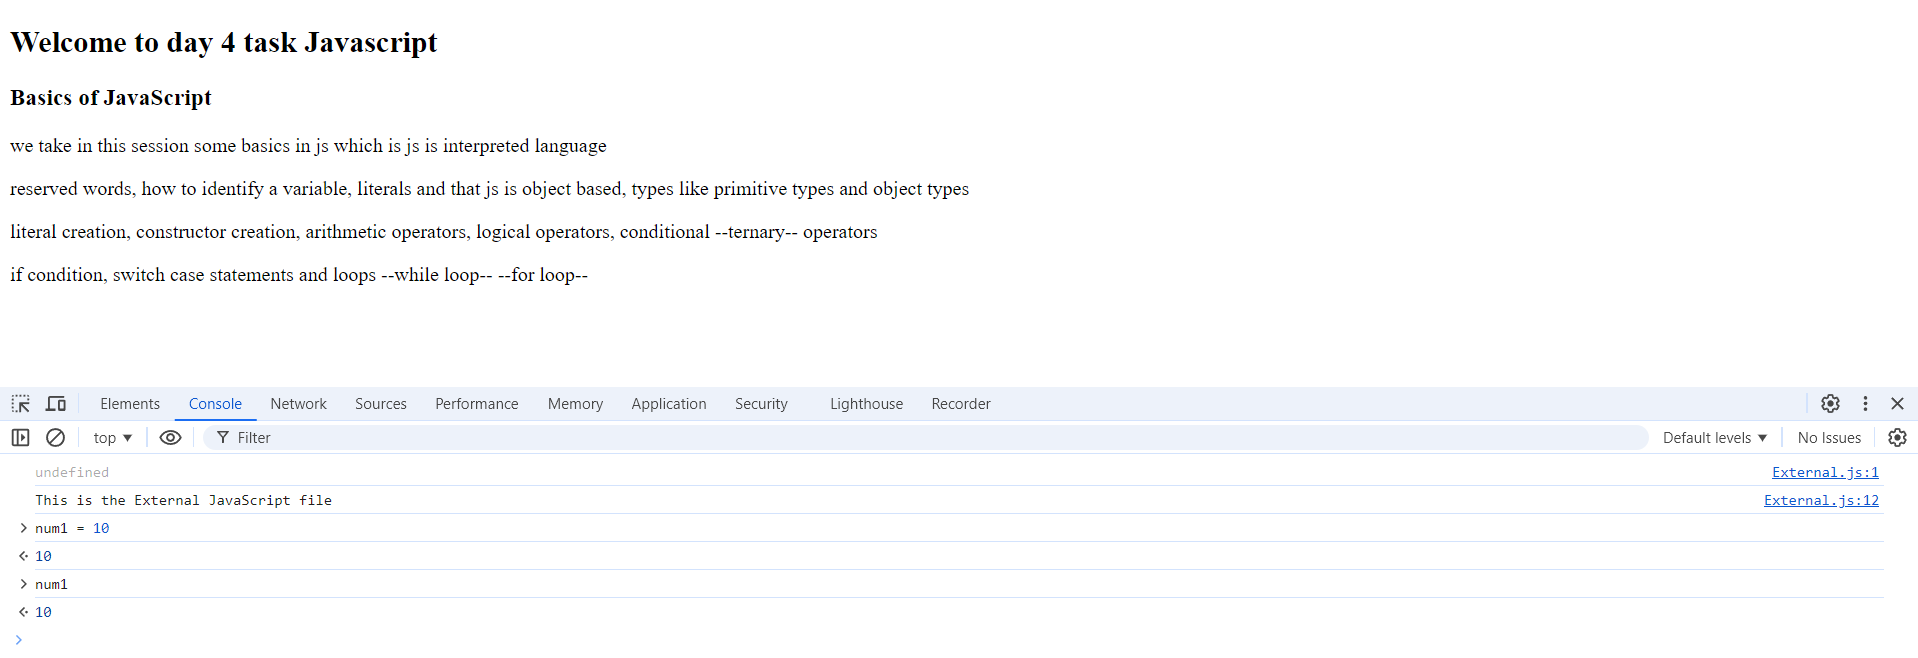 Welcome to day 4 task Javascript
Basics of JavaScript
we take in this session some basics in js which is js is interpreted language
reserved words, how to identify a variable, literals and that js is object based, types like primitive types and object types
literal creation, constructor creation, arithmetic operators, logical operators, conditional --ternary-- operators
if condition, switch case statements and loops --while loop-- --for loop--
Elements Console Network Sources Performance Memory Application Security Lighthouse Recorder
top Filter Default levels No Issues
undefined External.js:1
This is the External JavaScript file External.js:12
num1 = 10
10
num1
10